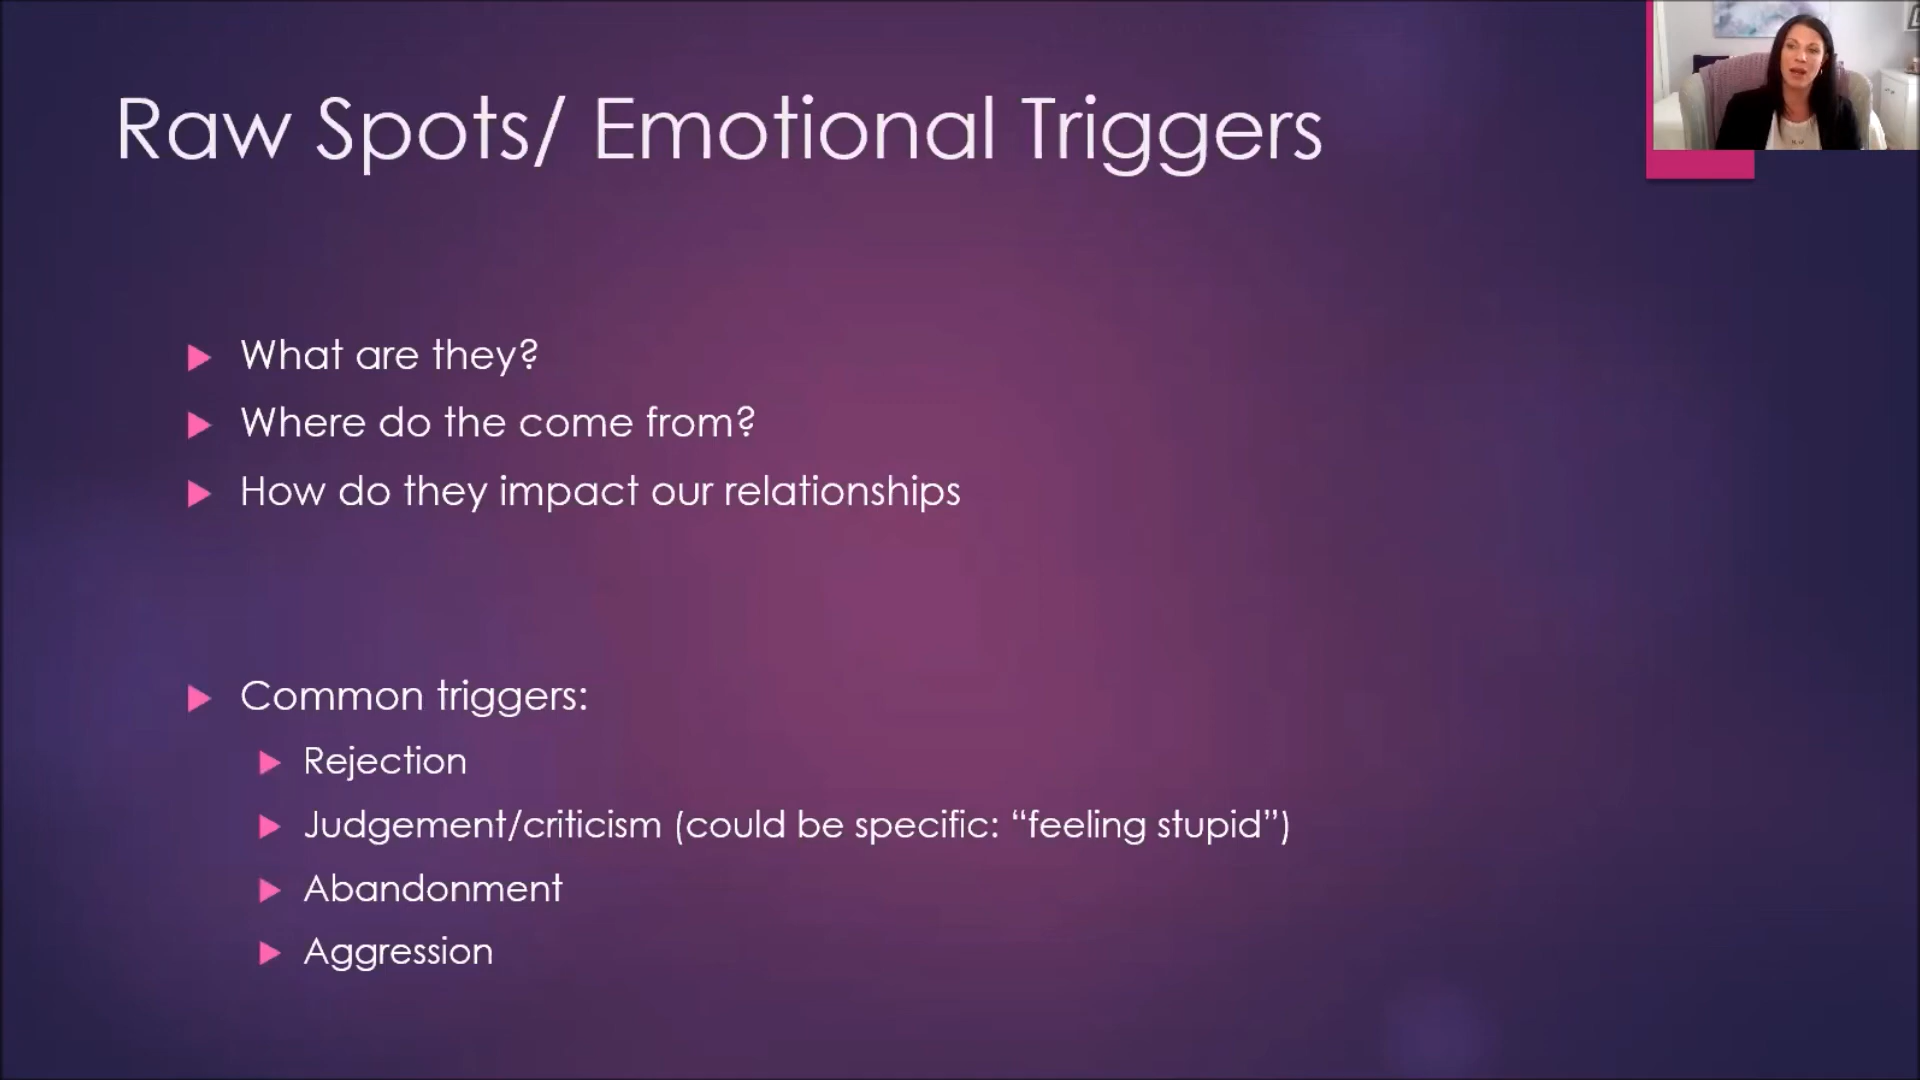 Raw Spots/ Emotional Triggers
What are they?
Where do the come from?
How do they impact our relationships
Common triggers:
Rejection
Judgement/criticism (could be specific: “feeling stupid”)
Abandonment
Aggression